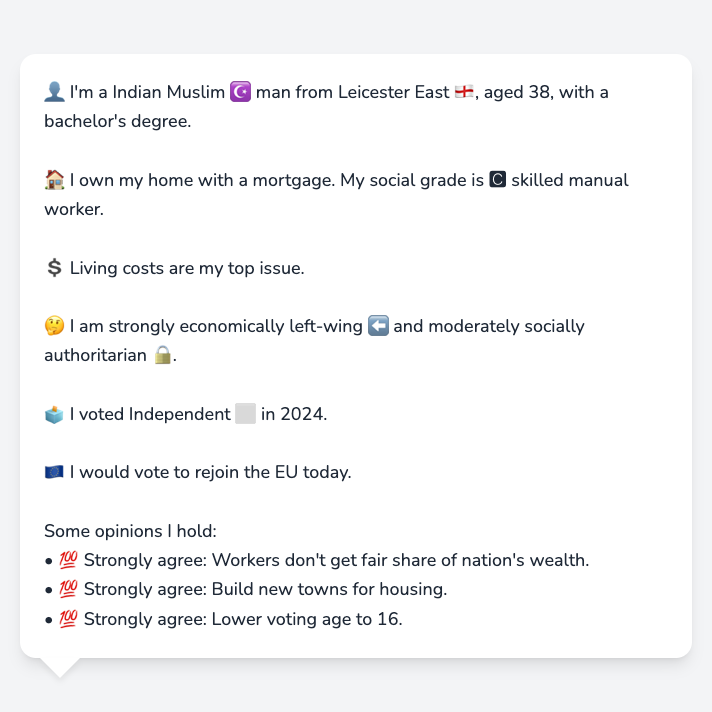 👤 I'm a Indian Muslim ☪️ man from Leicester East 🏴󠁧󠁢󠁥󠁮󠁧󠁿, aged 38, with a
bachelor's degree.
🏠 I own my home with a mortgage. My social grade is 🅲 skilled manual
worker.
💲 Living costs are my top issue.
🤔 I am strongly economically left-wing ⬅️ and moderately socially
authoritarian 🔒.
🗳️ I voted Independent ⬜ in 2024.
🇪🇺 I would vote to rejoin the EU today.
Some opinions I hold:
• 💯 Strongly agree: Workers don't get fair share of nation's wealth.
• 💯 Strongly agree: Build new towns for housing.
• 💯 Strongly agree: Lower voting age to 16.